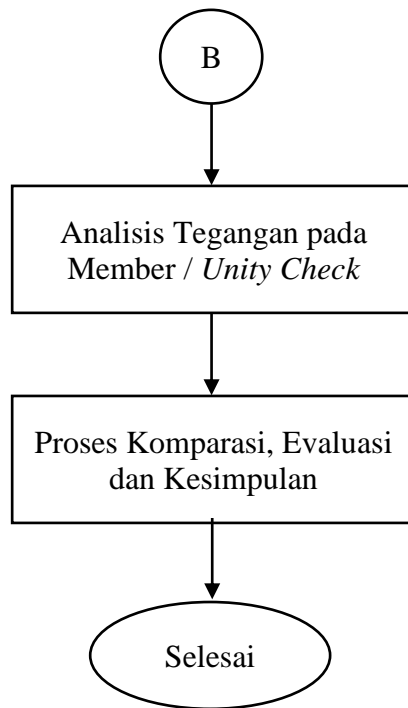 B
Analisis Tegangan pada
Member / Unity Check
Proses Komparasi, Evaluasi
dan Kesimpulan
Selesai